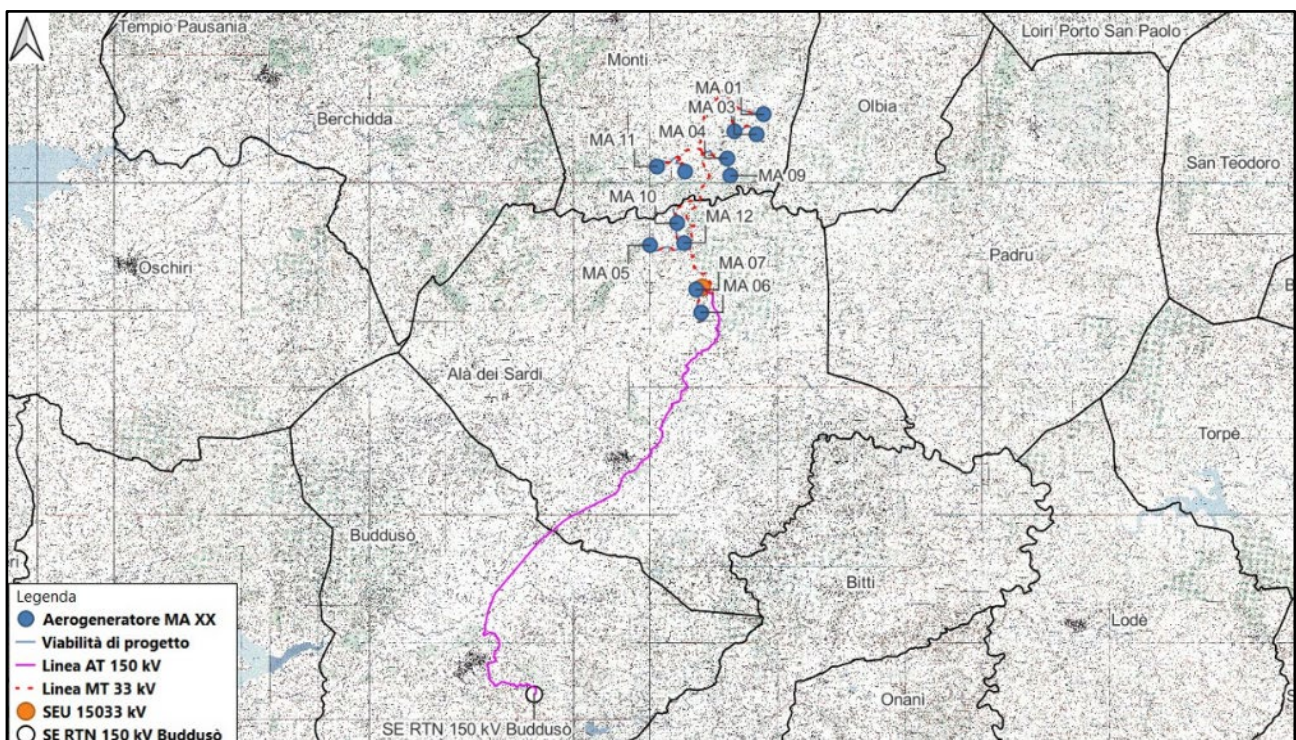 Tempio Pausania
Loiri Porto San Paolo
Monti
MA 01
MA 03
Olbia
Berchidda
MA 04
MA 11
San Teodoro
MA 09
MA 10
MA 12
Oschiri
Padru
MA 05
MA 07
MA 06
Alà dei Sardi
Torpè
Buddusò
Bitti
Lodè
Onanì
SE RTN 150 kV Buddusò
Legenda
Aerogeneratore MA XX
Viabilità di progetto
Linea AT 150 kV
Linea MT 33 kV
SEU 15033 kV
SE RTN 150 kV Buddusò